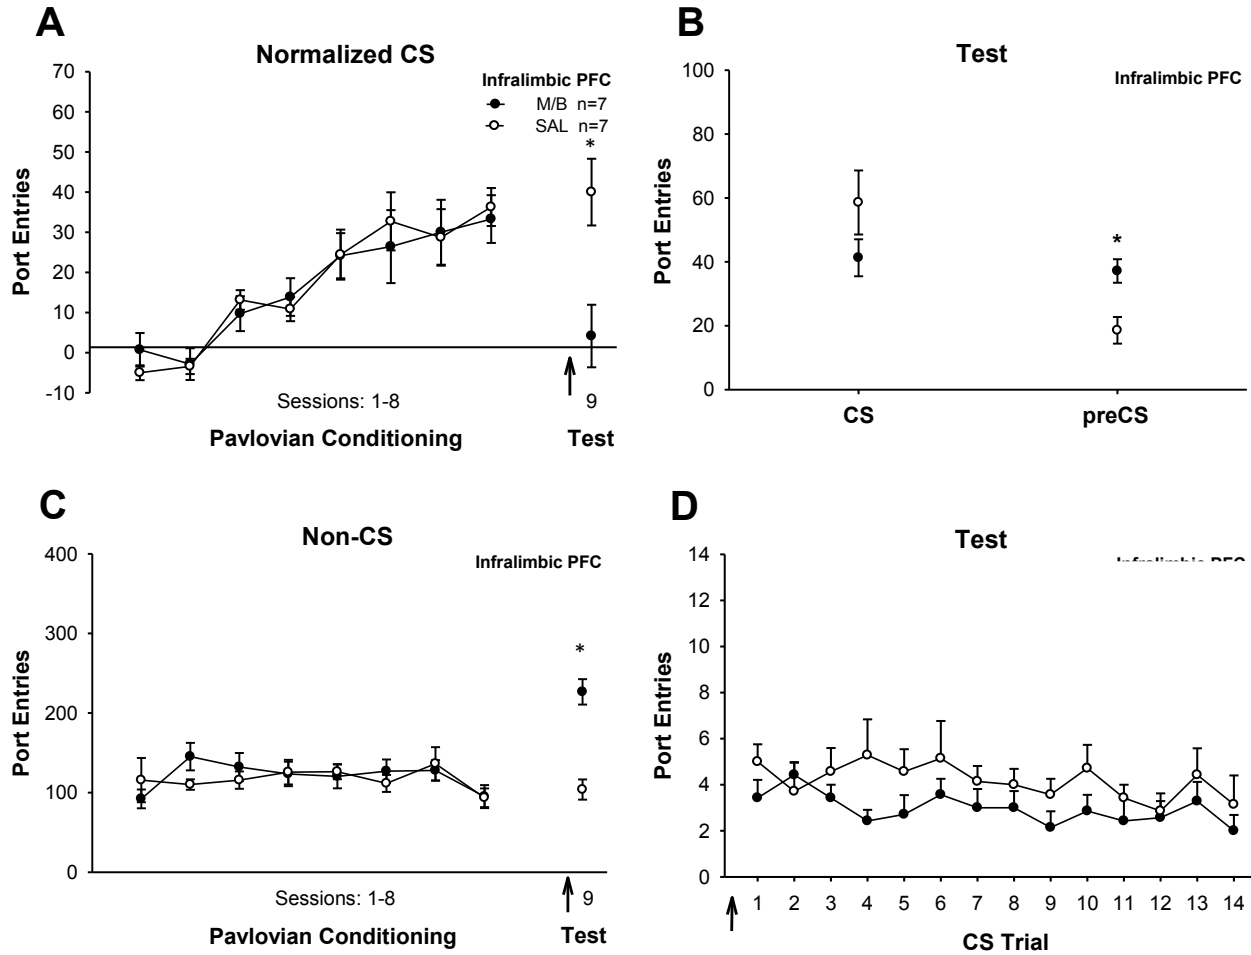 A
Normalized CS
Infralimbic PFC
M/B n=7
SAL n=7
*
70
60
50
40
30
20
10
0
-10
Port Entries
Sessions: 1-8
9
Pavlovian Conditioning
Test
B
Test
Infralimbic PFC
100
80
60
40
20
0
Port Entries
*
CS
preCS
C
Non-CS
Infralimbic PFC
400
300
200
100
0
Port Entries
*
Sessions: 1-8
9
Pavlovian Conditioning
Test
D
Test
Infralimbic PFC
14
12
10
8
6
4
2
0
Port Entries
1 2 3 4 5 6 7 8 9 10 11 12 13 14
CS Trial